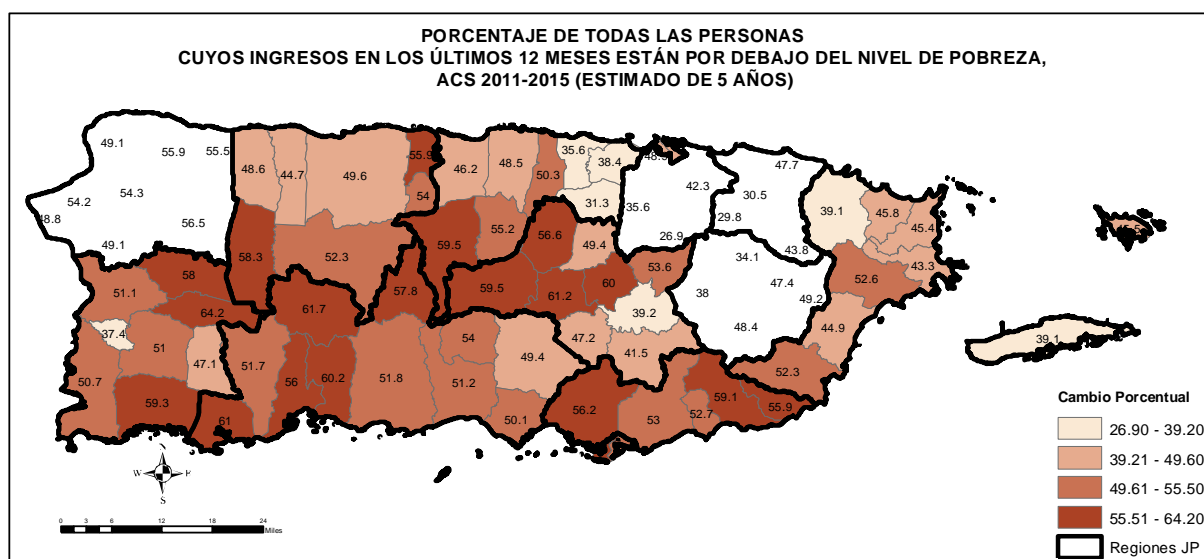 PORCENTAJE DE TODAS LAS PERSONAS
CUYOS INGRESOS EN LOS ÚLTIMOS 12 MESES ESTÁN POR DEBAJO DEL NIVEL DE POBREZA,
ACS 2011-2015 (ESTIMADO DE 5 AÑOS)
49.1 55.9 55.5
48.6 44.7 49.6 55.9 46.2 48.5 50.3 35.6 38.4 47.7
54.2 54.3 54 31.3 42.3 30.5
48.8 56.5 35.6 29.8 39.1 45.8 45.4
49.1 58.3 52.3 59.5 55.2 56.6 49.4 26.9 43.8
51.1 58 57.8 59.5 61.2 60 53.6 34.1 47.4 52.6 43.3
64.2 61.7 39.2 38 49.2
37.4 51 47.1 51.7 54 49.4 47.2 41.5 48.4 44.9 39.1
50.7 59.3 61 56 60.2 51.8 51.2 50.1 56.2 53 52.7 59.1 55.9 52.3
Cambio Porcentual
26.90 - 39.20
39.21 - 49.60
49.61 - 55.50
55.51 - 64.20
Regiones JP
W
S
0 3 6 12 18 24
Miles